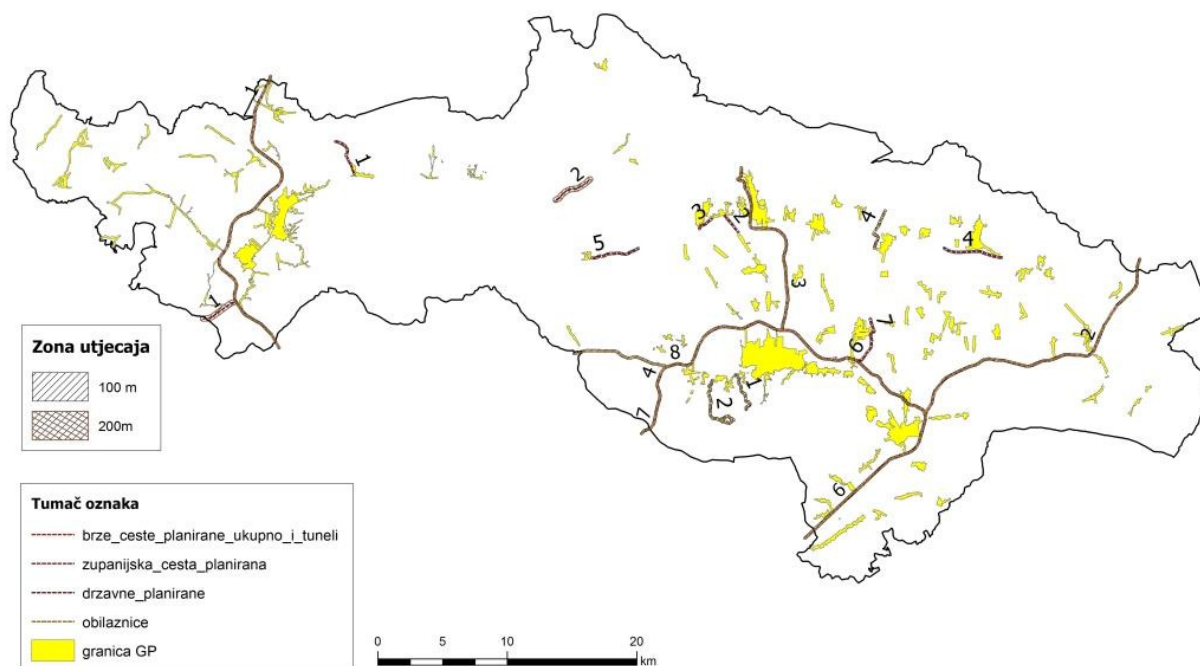 1
1
2
5
1
3
2
4
4
3
7
6
2
8
4
7
1
2
9
Zona utjecaja
100 m
200m
Tumač oznaka
brze_ceste_planirane_ukupno_i_tuneli
zupanijska_cesta_planirana
drzavne_planirane
obilaznice
granica GP
0 5 10 20
km